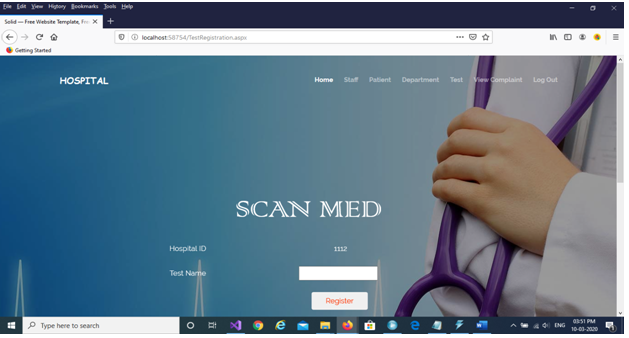 File Edit View History Bookmarks Tools Help
Solid — Free Website Template, Fre
localhost:58754/TestRegistration.aspx
Getting Started
HOSPITAL
Home Staff Patient Department Test View Complaint Log Out
SCAN MED
Hospital ID 1112
Test Name
Register
Type here to search
ENG
03:51 PM
10-03-2020